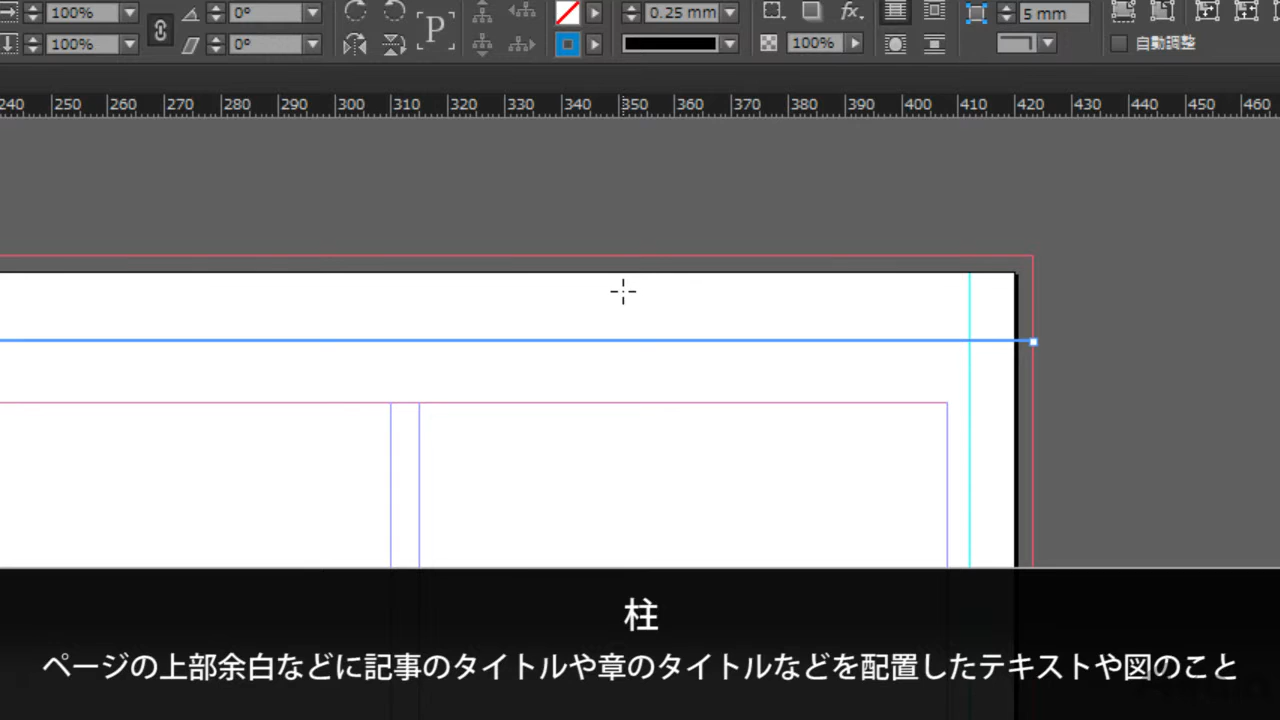 100% 0° P 0.25 mm fx. 5 mm
100% 0° 100% 自動調整
240 250 260 270 280 290 300 310 320 330 340 350 360 370 380 390 400 410 420 430 440 450 460
柱
ページの上部余白などに記事のタイトルや章のタイトルなどを配置したテキストや図のこと